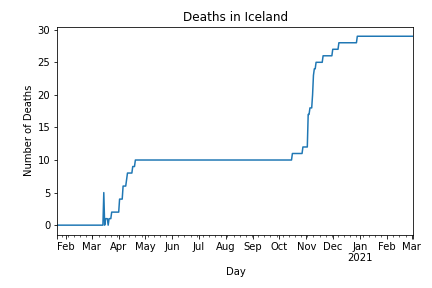 Deaths in Iceland
30
25
20
15
10
5
0
Number of Deaths
Feb Mar Apr May Jun Jul Aug Sep Oct Nov Dec Jan Feb Mar
2021
Day